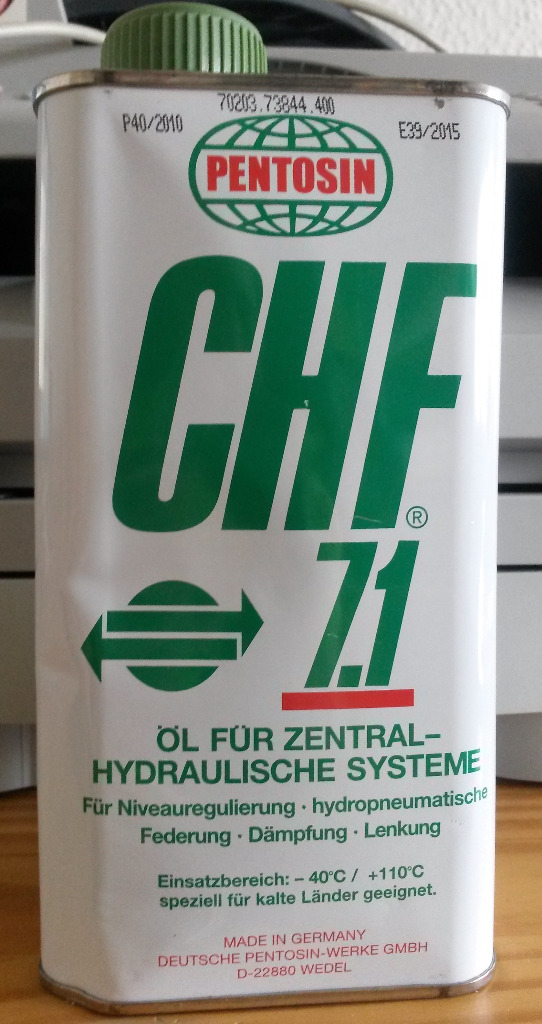 70203.73844.400
P40/2010
E39/2015
PENTOSIN
CHF®
7.1
ÖL FÜR ZENTRAL–
HYDRAULISCHE SYSTEME
Für Niveauregulierung · hydropneumatische
Federung · Dämpfung · Lenkung
Einsatzbereich: – 40°C / +110°C
speziell für kalte Länder geeignet.
MADE IN GERMANY
DEUTSCHE PENTOSIN-WERKE GMBH
D-22880 WEDEL